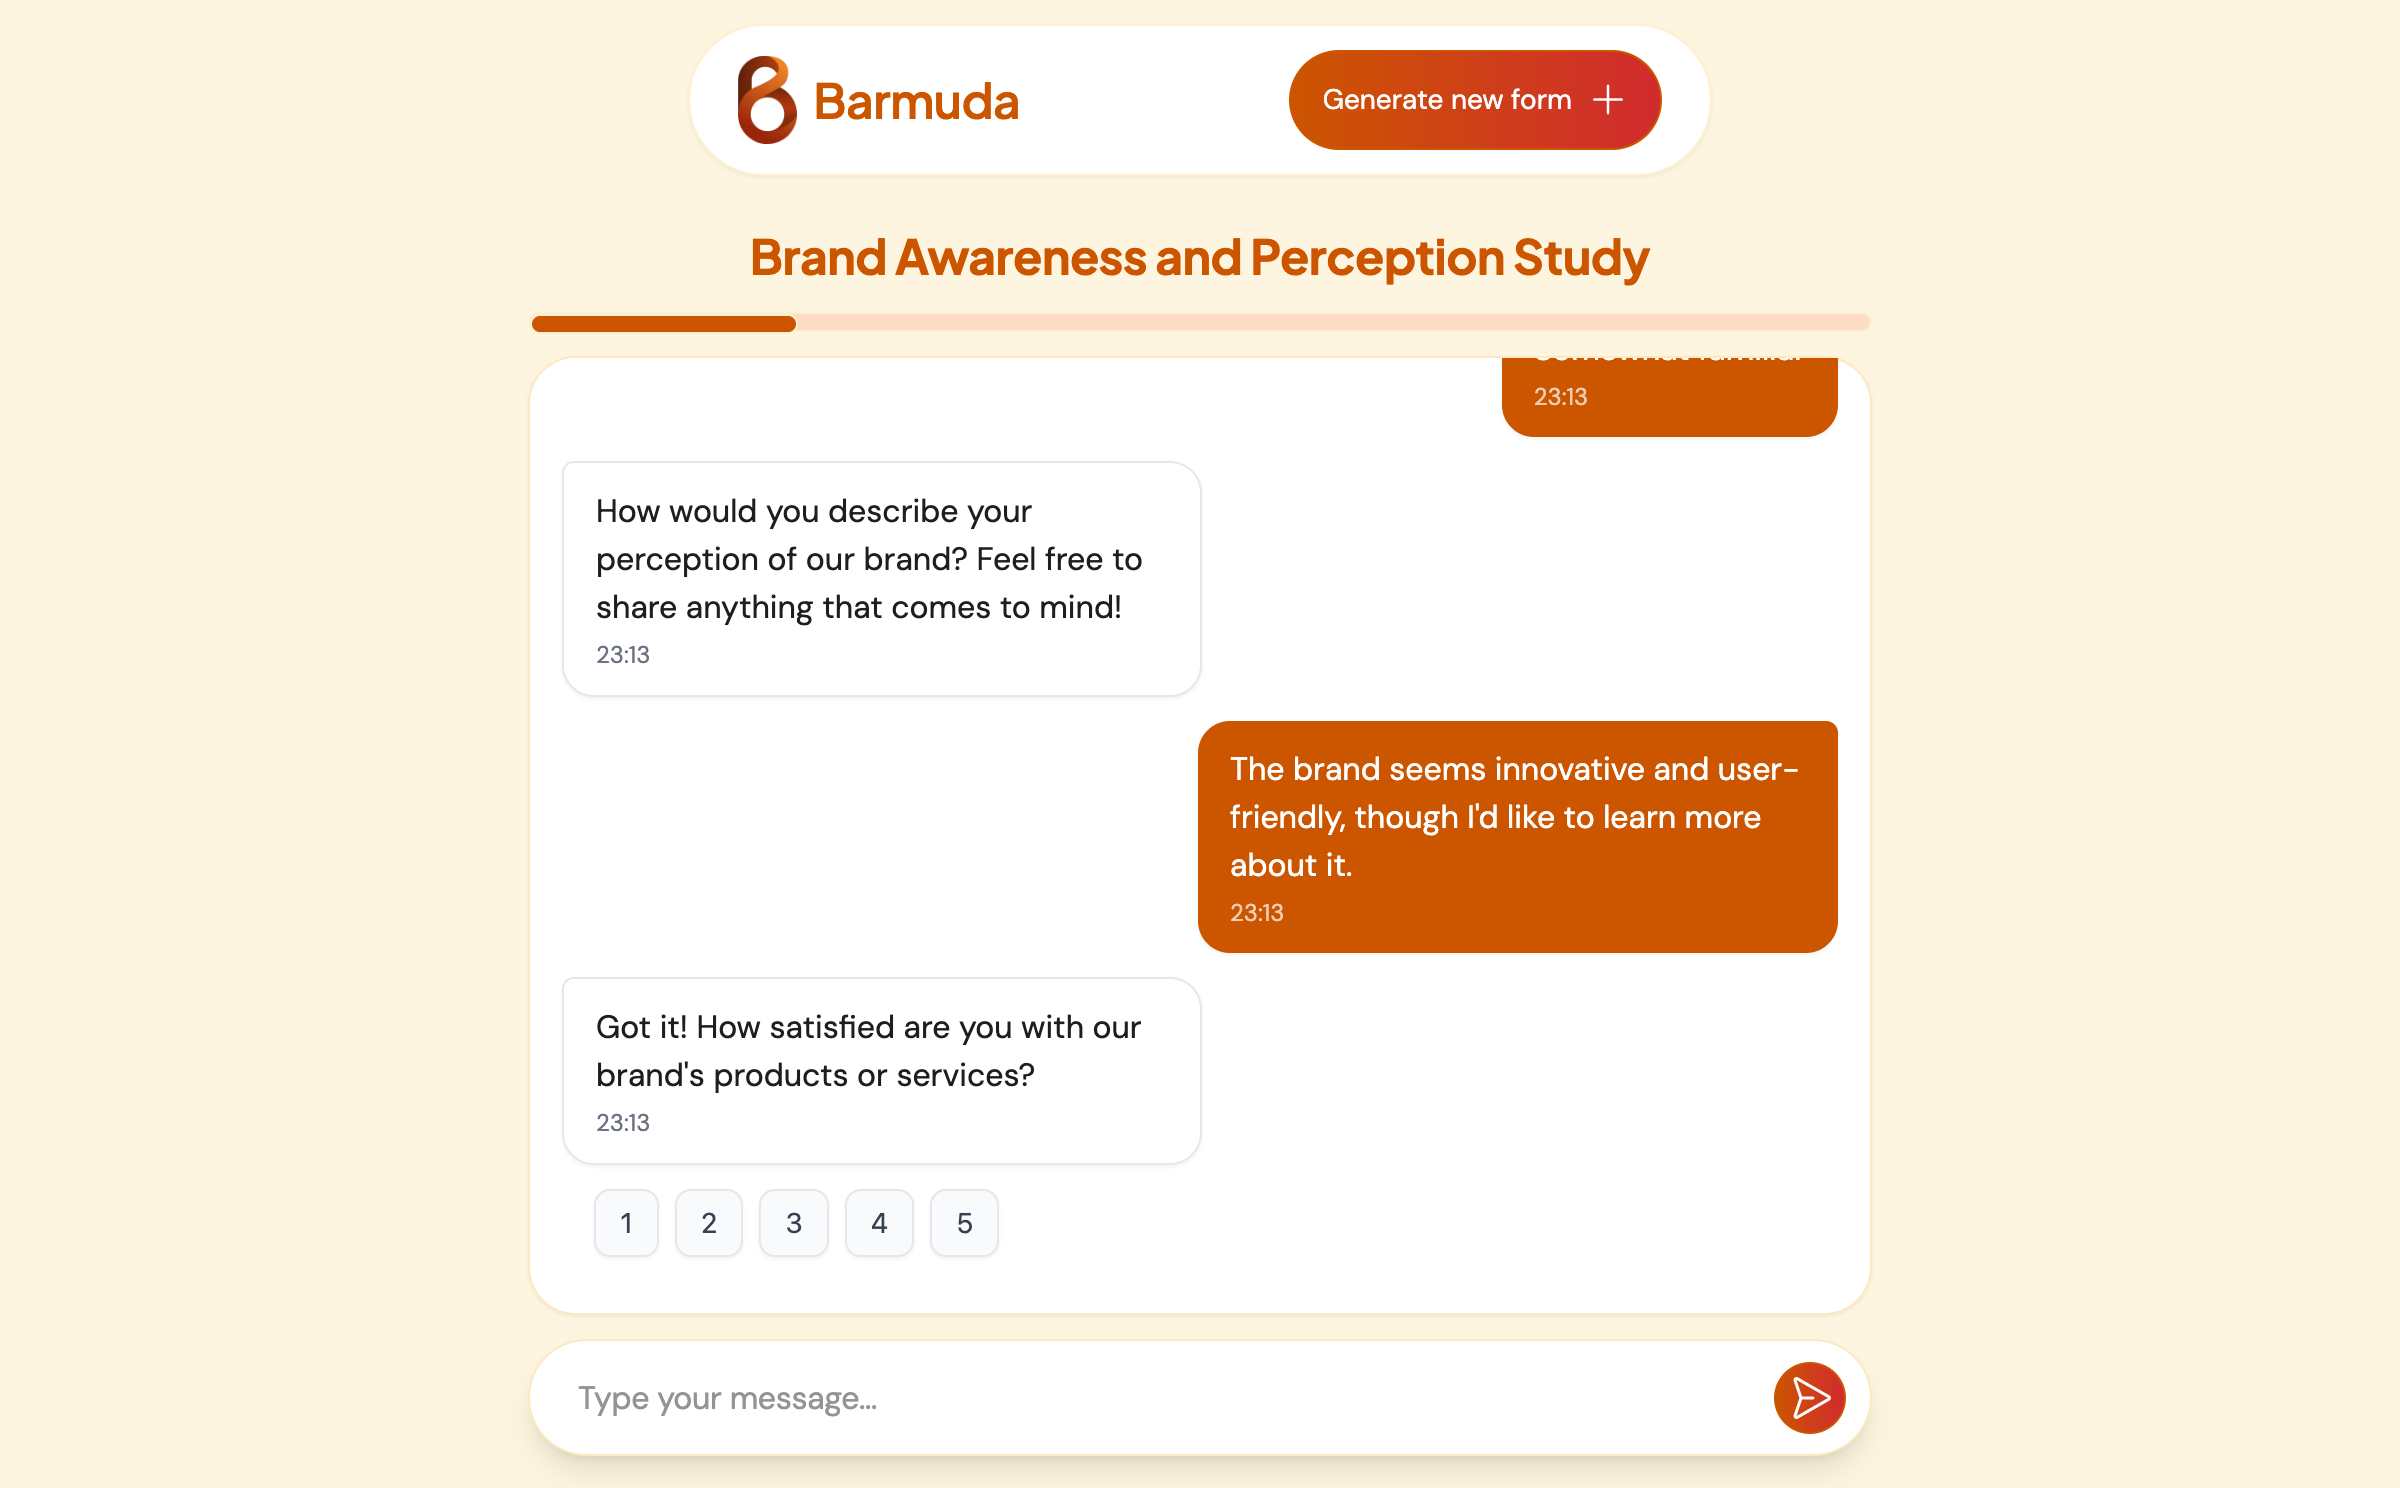 Barmuda
Generate new form
Brand Awareness and Perception Study
Somewhat familiar
23:13
How would you describe your
perception of our brand? Feel free to
share anything that comes to mind!
23:13
The brand seems innovative and user-
friendly, though I'd like to learn more
about it.
23:13
Got it! How satisfied are you with our
brand's products or services?
23:13
1
2
3
4
5
Type your message...